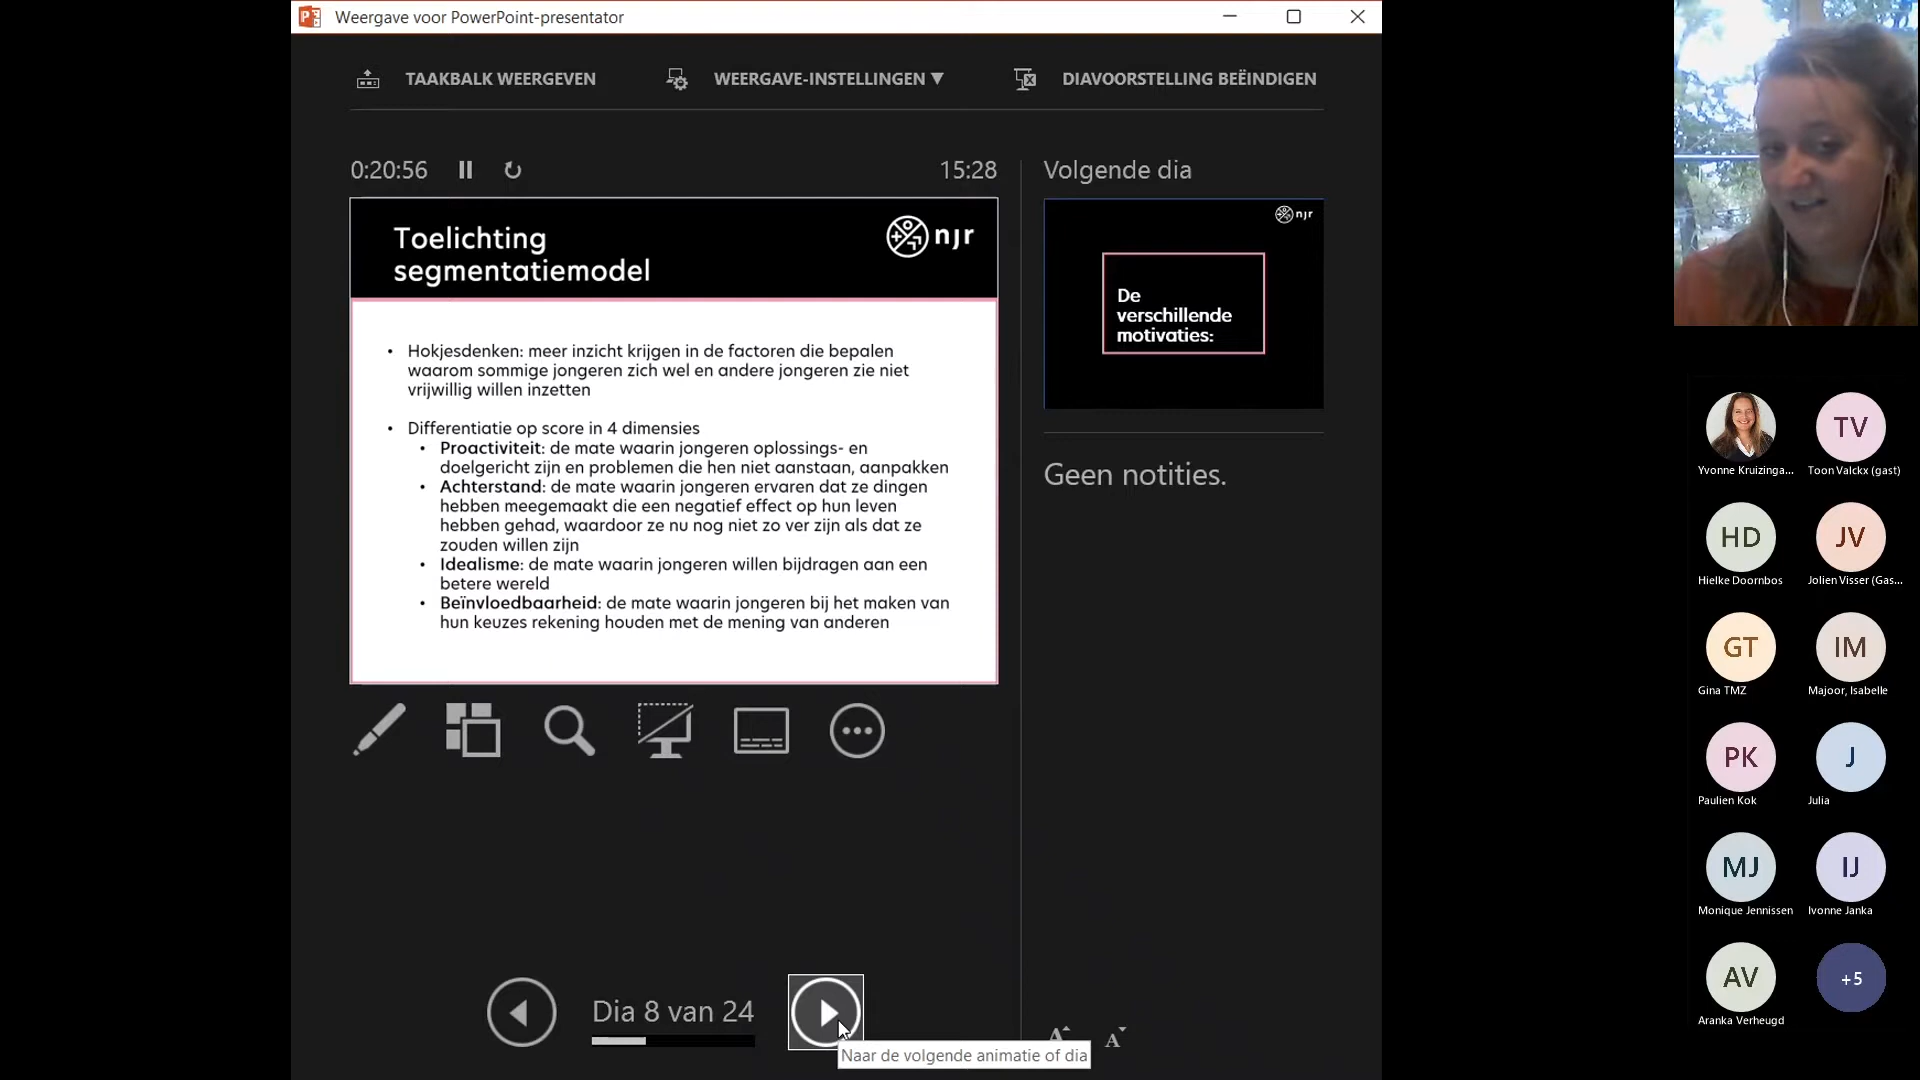 Weergave voor PowerPoint-presentator
TAAKBALK WEERGEVEN
WEERGAVE-INSTELLINGEN ▼
DIAVOORSTELLING BEËINDIGEN
0:20:56
15:28
Toelichting
segmentatiemodel
njr
• Hokjesdenken: meer inzicht krijgen in de factoren die bepalen
waarom sommige jongeren zich wel en andere jongeren zie niet
vrijwillig willen inzetten
• Differentiatie op score in 4 dimensies
• Proactiviteit: de mate waarin jongeren oplossings- en
doelgericht zijn en problemen die hen niet aanstaan, aanpakken
• Achterstand: de mate waarin jongeren ervaren dat ze dingen
hebben meegemaakt die een negatief effect op hun leven
hebben gehad, waardoor ze nu nog niet zo ver zijn als dat ze
zouden willen zijn
• Idealisme: de mate waarin jongeren willen bijdragen aan een
betere wereld
• Beïnvloedbaarheid: de mate waarin jongeren bij het maken van
hun keuzes rekening houden met de mening van anderen
Volgende dia
njr
De
verschillende
motivaties:
Geen notities.
Dia 8 van 24
Naar de volgende animatie of dia
A A
Yvonne Kruizinga...
TV
Toon Valckx (gast)
HD
Hielke Doornbos
JV
Jolien Visser (Gas...
GT
Gina TMZ
IM
Majoor, Isabelle
PK
Paulien Kok
J
Julia
MJ
Monique Jennissen
IJ
Ivonne Janka
AV
Aranka Verheugd
+5